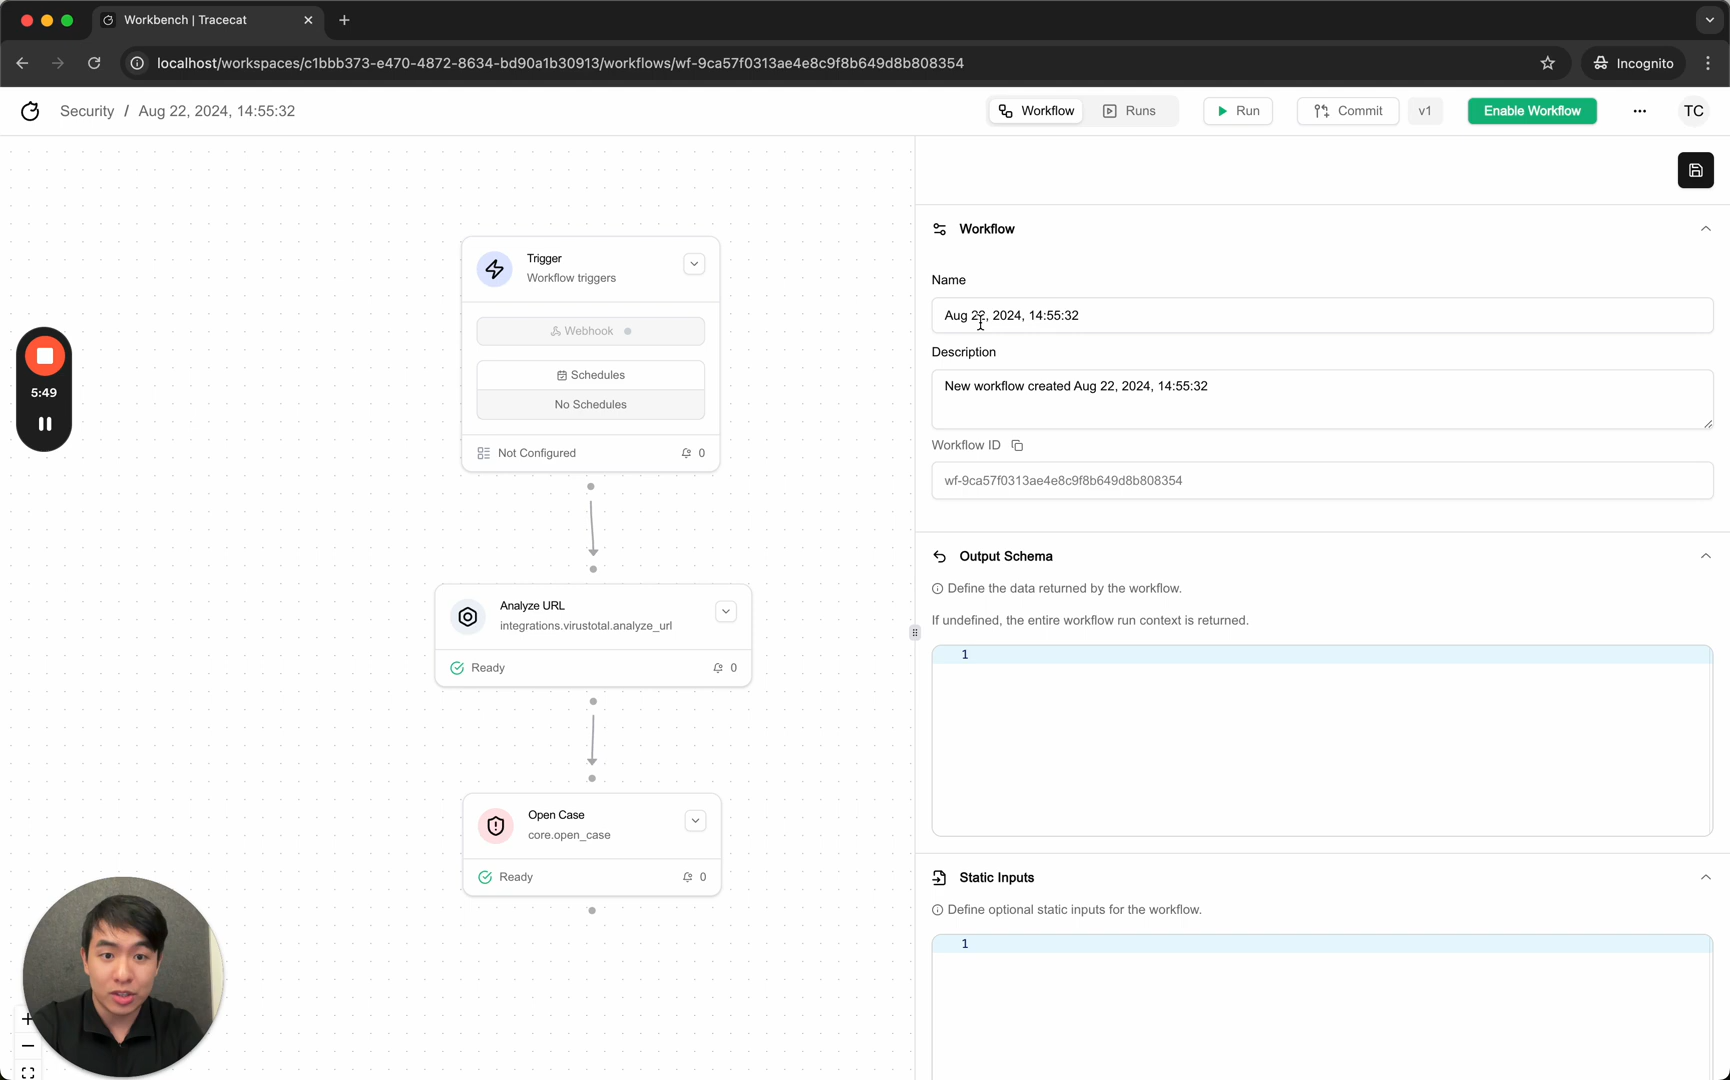 Workbench | Tracecat
localhost/workspaces/c1bbb373-e470-4872-8634-bd90a1b30913/workflows/wf-9ca57f0313ae4e8c9f8b649d8b808354
Incognito
Security / Aug 22, 2024, 14:55:32
Workflow
Runs
Run
Commit
v1
Enable Workflow
TC
Trigger
Workflow triggers
Webhook
Schedules
No Schedules
Not Configured
0
Analyze URL
integrations.virustotal.analyze_url
Ready
0
Open Case
core.open_case
Ready
0
5:49
Workflow
Name
Aug 22, 2024, 14:55:32
Description
New workflow created Aug 22, 2024, 14:55:32
Workflow ID
wf-9ca57f0313ae4e8c9f8b649d8b808354
Output Schema
Define the data returned by the workflow.
If undefined, the entire workflow run context is returned.
1
Static Inputs
Define optional static inputs for the workflow.
1